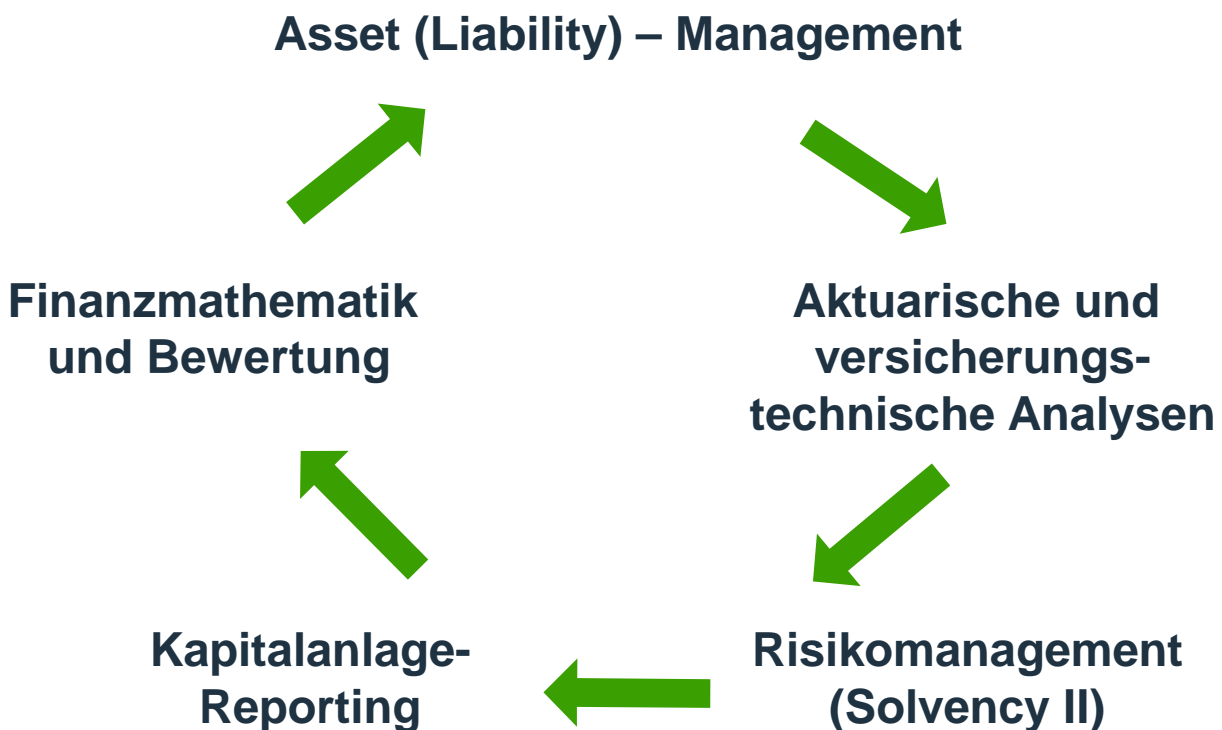 Asset (Liability) – Management
Finanzmathematik
und Bewertung
Aktuarische und
versicherungs-
technische Analysen
Kapitalanlage-
Reporting
Risikomanagement
(Solvency II)